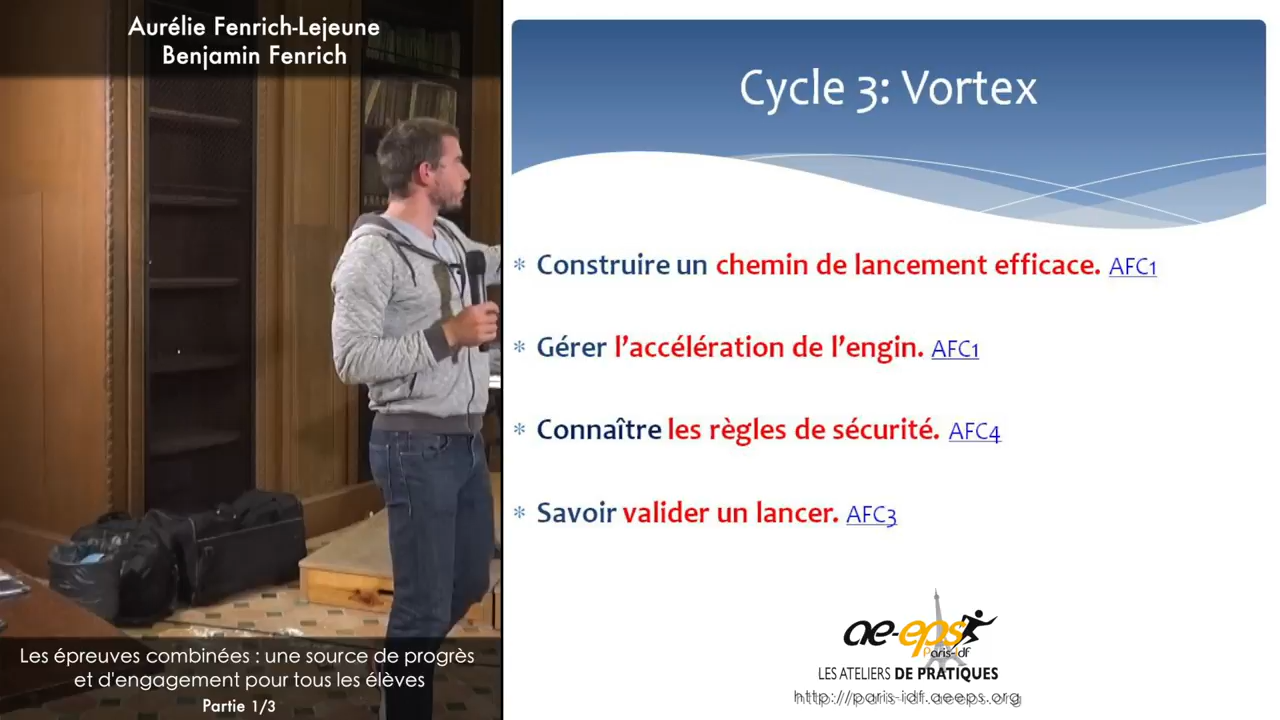 Aurélie Fenrich-Lejeune
Benjamin Fenrich
Cycle 3: Vortex
* Construire un chemin de lancement efficace. AFC1
* Gérer l'accélération de l'engin. AFC1
* Connaître les règles de sécurité. AFC4
* Savoir valider un lancer. AFC3
ae-eps
Paris-idf
LES ATELIERS DE PRATIQUES
http://paris-idf.aeeps.org
Les épreuves combinées : une source de progrès
et d'engagement pour tous les élèves
Partie 1/3